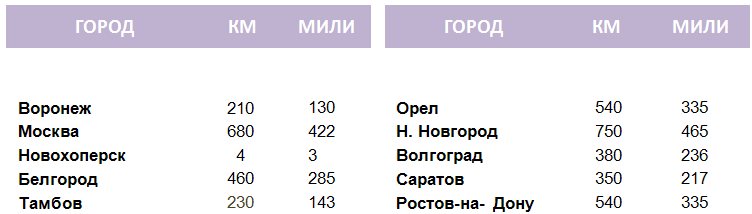 ГОРОД КМ МИЛИ ГОРОД КМ МИЛИ
Воронеж 210 130 Орел 540 335
Москва 680 422 Н. Новгород 750 465
Новохоперск 4 3 Волгоград 380 236
Белгород 460 285 Саратов 350 217
Тамбов 230 143 Ростов-на- Дону 540 335